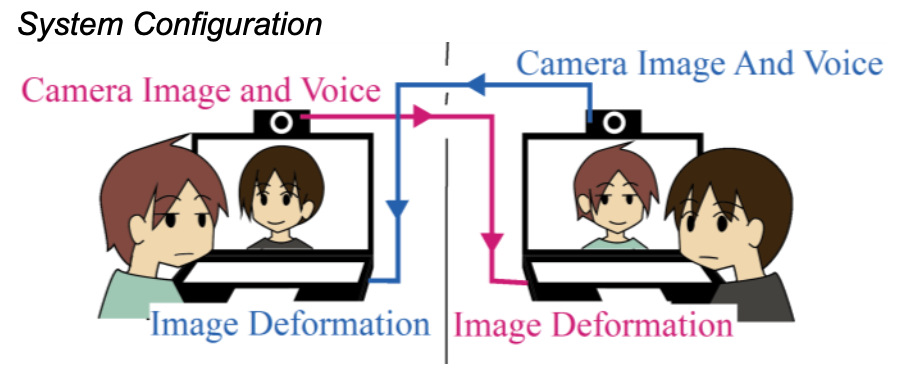 System Configuration
Camera Image and Voice
Camera Image And Voice
Image Deformation
Image Deformation